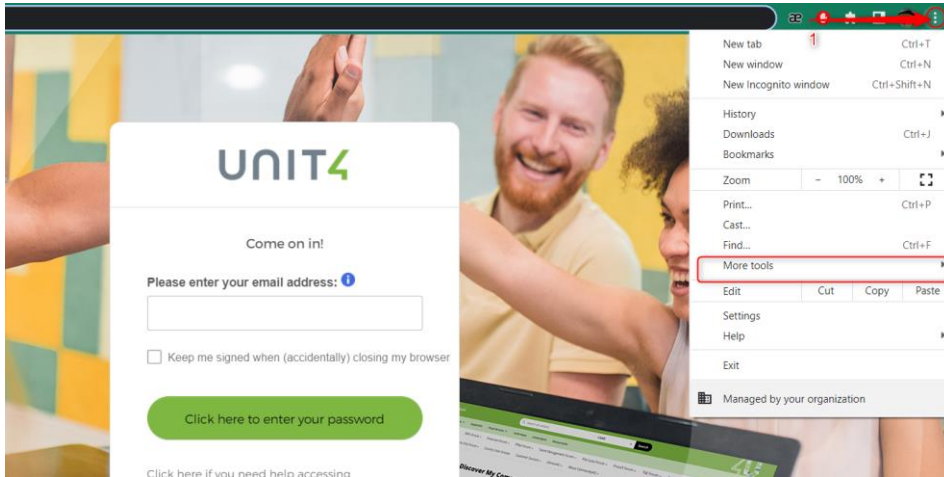 æ
1
New tab Ctrl+T
New window Ctrl+N
New Incognito window Ctrl+Shift+N
History
Downloads Ctrl+J
Bookmarks
Zoom - 100% +
Print... Ctrl+P
Cast...
Find... Ctrl+F
More tools
Edit Cut Copy Paste
Settings
Help
Exit
Managed by your organization
UNIT4
Come on in!
Please enter your email address: i
Keep me signed when (accidentally) closing my browser
Click here to enter your password
Click here if you need help accessing
Discover My